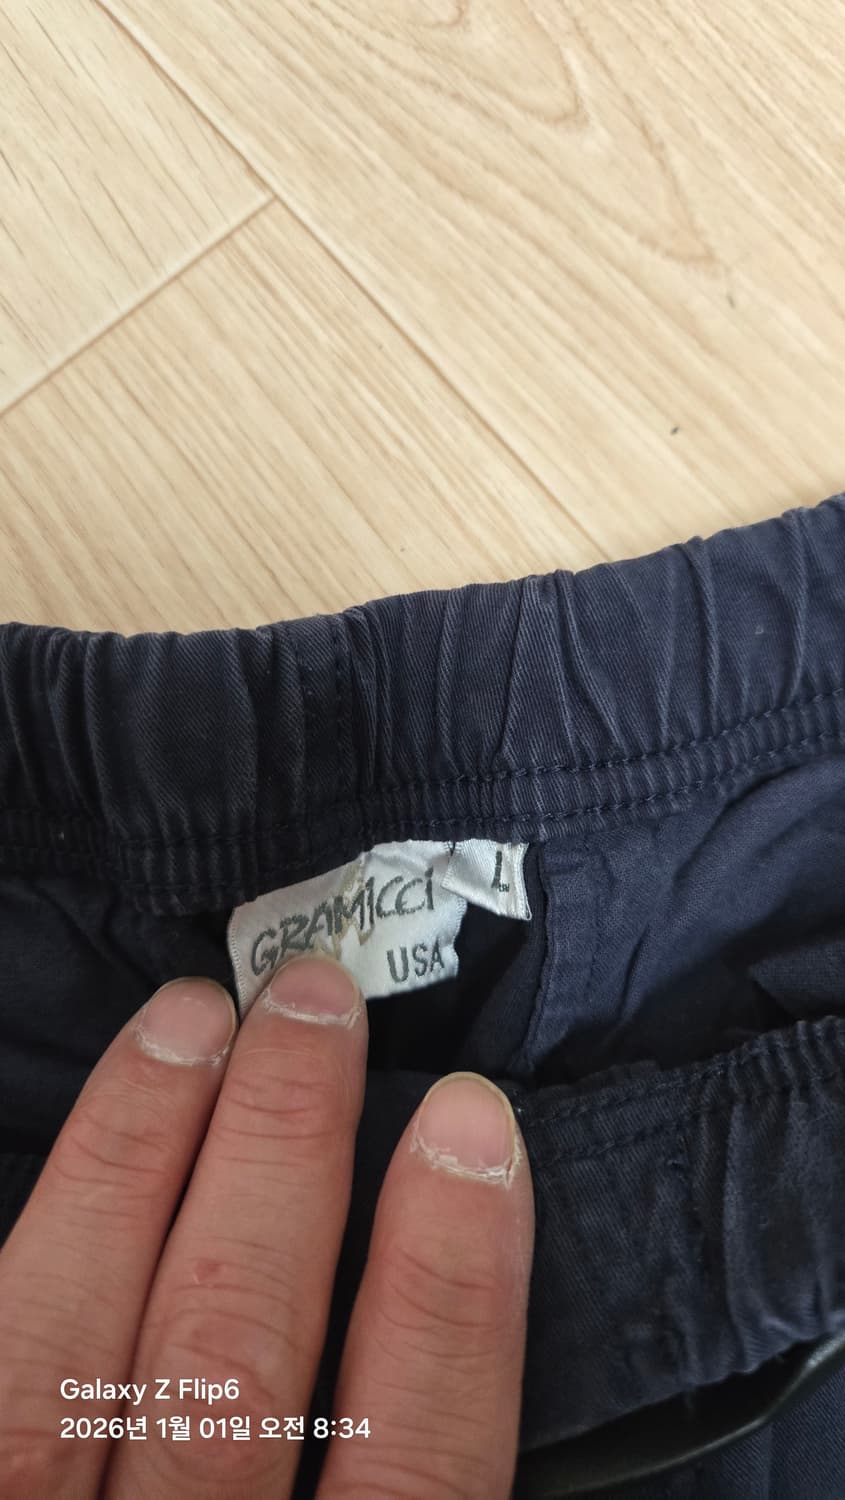 GRAMICCI
L
USA
Galaxy Z Flip6
2026년 1월 01일 오전 8:34